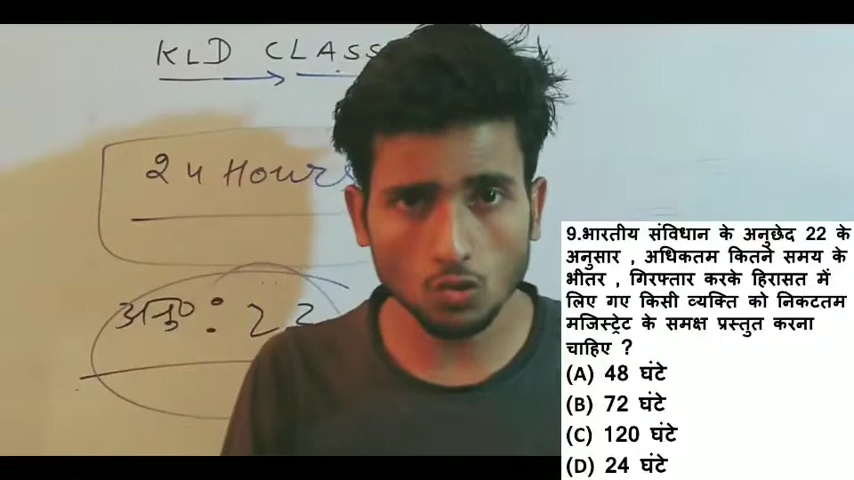 KLD CLASS
24 Hours
अनु० : 22
9.भारतीय संविधान के अनुछेद 22 के
अनुसार , अधिकतम कितने समय के
भीतर , गिरफ्तार करके हिरासत में
लिए गए किसी व्यक्ति को निकटतम
मजिस्ट्रेट के समक्ष प्रस्तुत करना
चाहिए ?
(A) 48 घंटे
(B) 72 घंटे
(C) 120 घंटे
(D) 24 घंटे